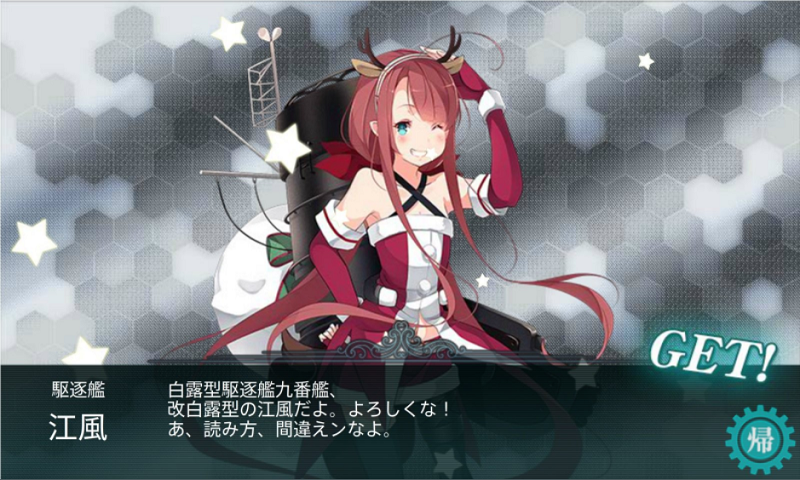 GET!
駆逐艦
江風
白露型駆逐艦九番艦、
改白露型の江風だよ。よろしくな！
あ、読み方、間違えンなよ。
帰